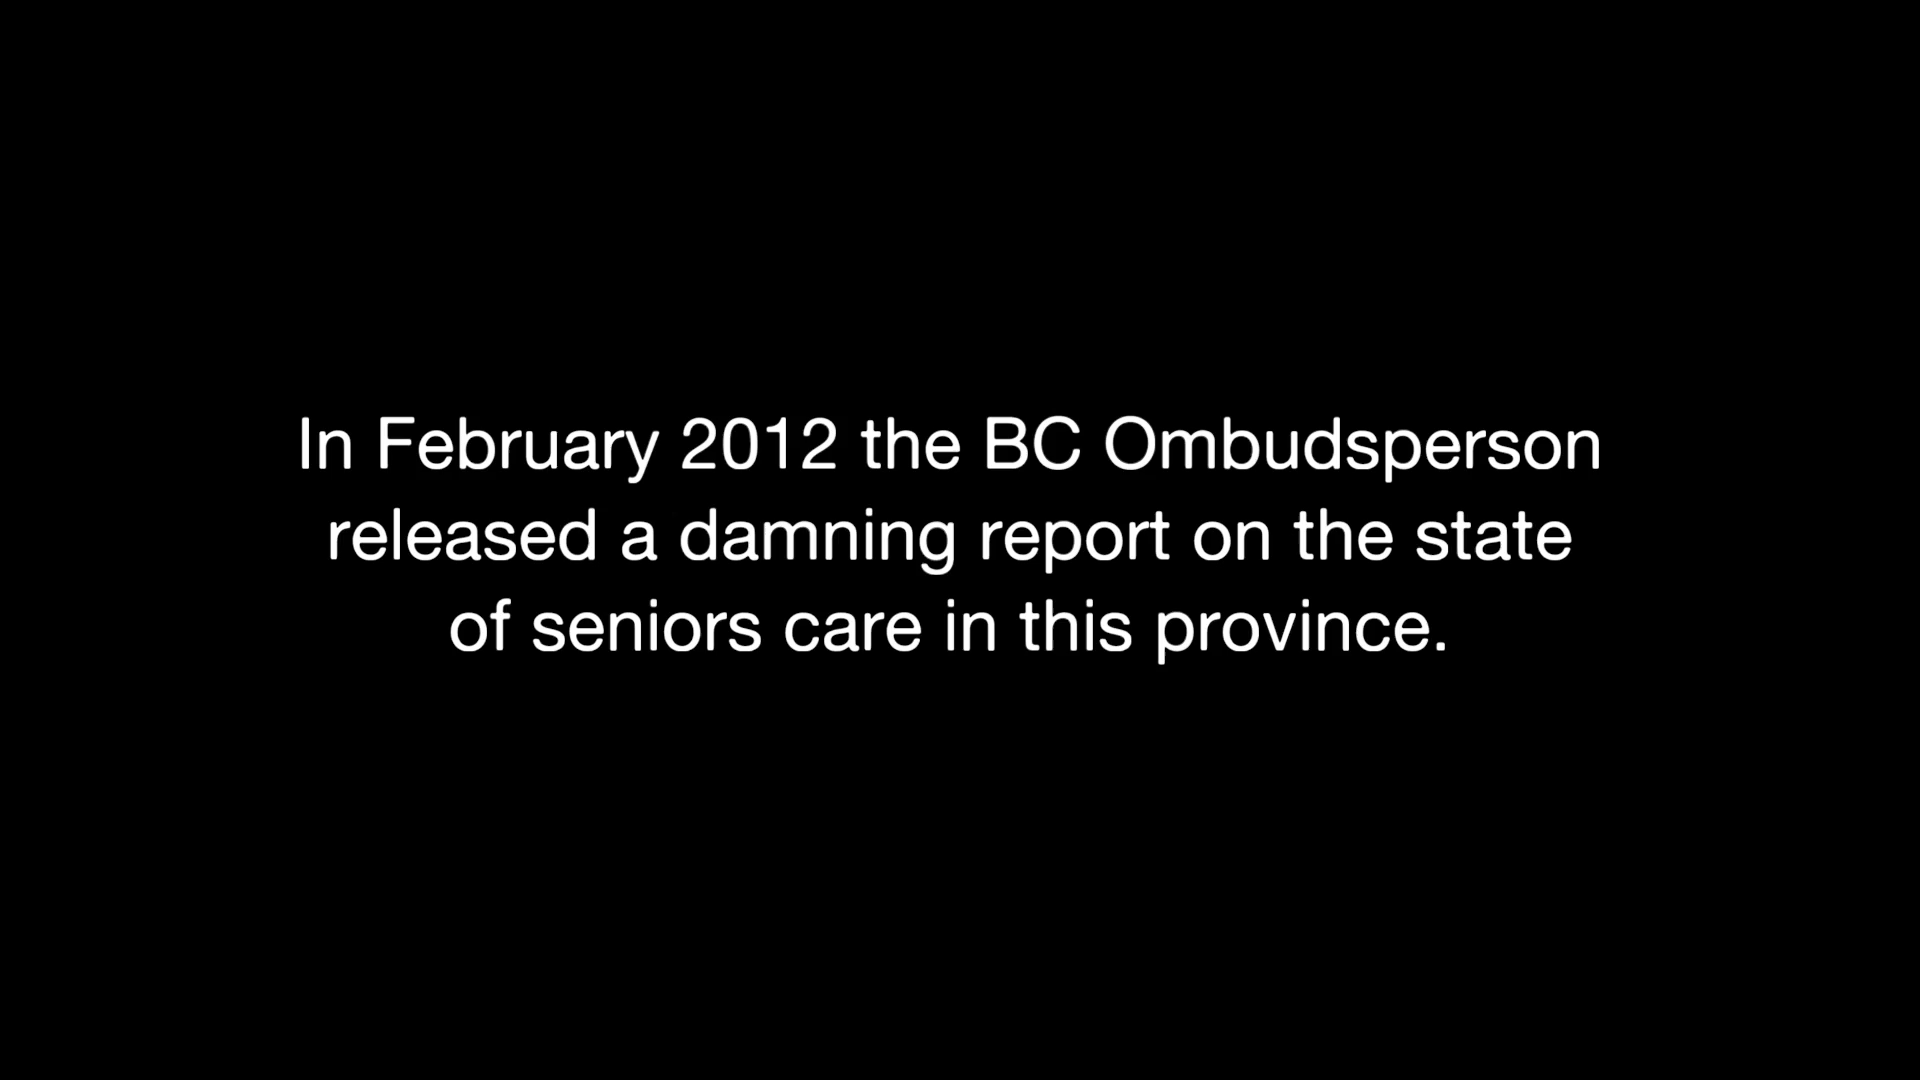 In February 2012 the BC Ombudsperson
released a damning report on the state
of seniors care in this province.